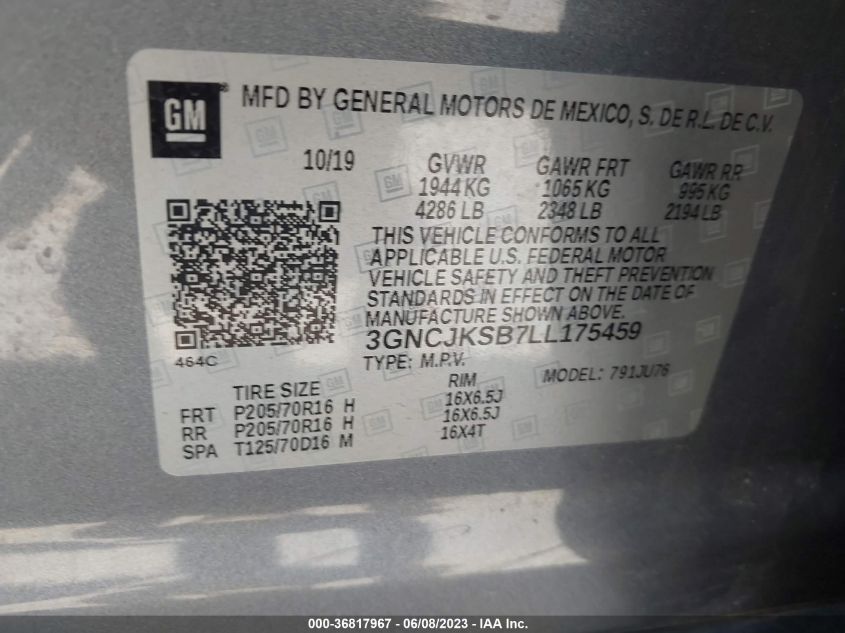 GM ® MFD BY GENERAL MOTORS DE MEXICO, S. DE R.L. DE C.V.
10/19 GVWR GAWR FRT GAWR RR
1944 KG 1065 KG 995 KG
4286 LB 2348 LB 2194 LB
THIS VEHICLE CONFORMS TO ALL
APPLICABLE U.S. FEDERAL MOTOR
VEHICLE SAFETY AND THEFT PREVENTION
STANDARDS IN EFFECT ON THE DATE OF
MANUFACTURE SHOWN ABOVE.
3GNCJKSB7LL175459
464C TYPE: M.P.V. MODEL: 791JU76
TIRE SIZE RIM
FRT P205/70R16 H 16X6.5J
RR P205/70R16 H 16X6.5J
SPA T125/70D16 M 16X4T
000-36817967 - 06/08/2023 - IAA Inc.